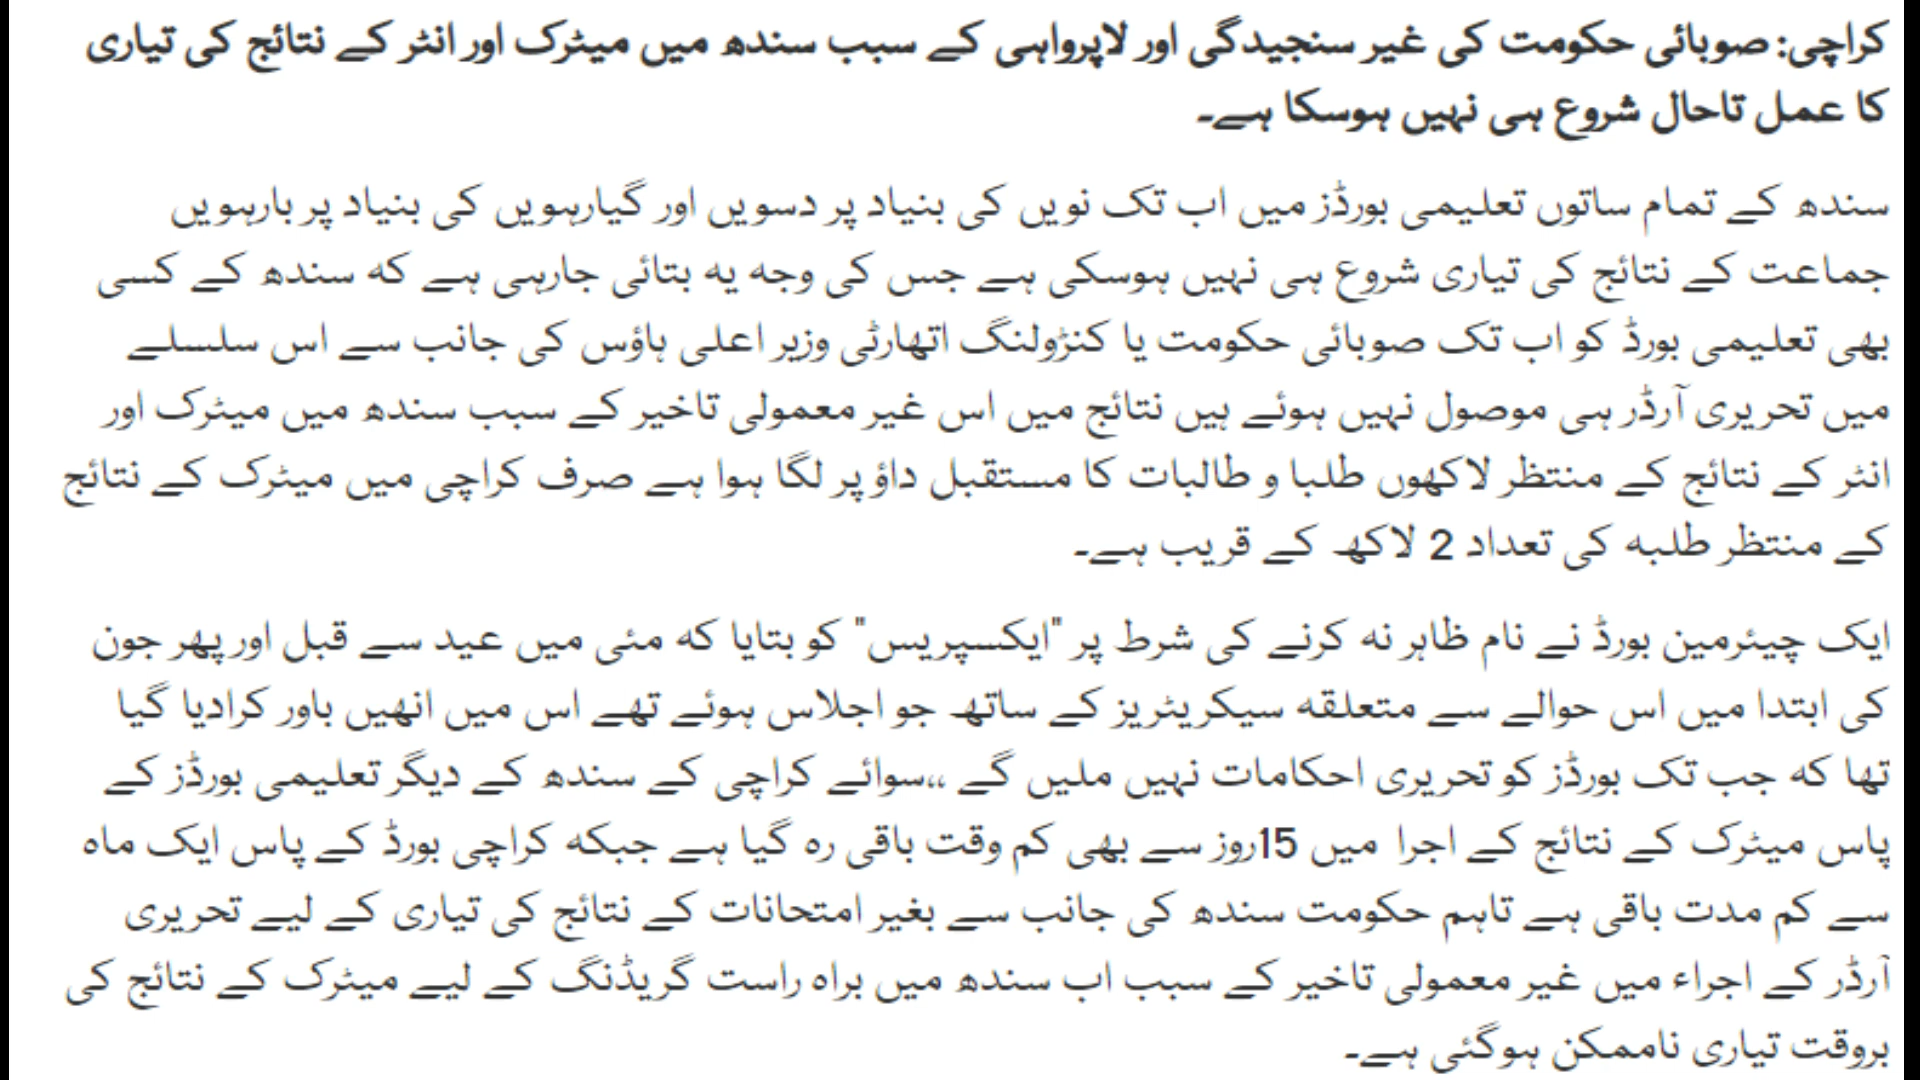 کراچی: صوبائی حکومت کی غیر سنجیدگی اور لاپرواہی کے سبب سندھ میں میٹرک اور انٹر کے نتائج کی تیاری
کا عمل تاحال شروع ہی نہیں ہوسکا ہے۔
سندھ کے تمام ساتوں تعلیمی بورڈز میں اب تک نویں کی بنیاد پر دسویں اور گیارہویں کی بنیاد پر بارہویں
جماعت کے نتائج کی تیاری شروع ہی نہیں ہوسکی ہے جس کی وجہ یہ بتائی جارہی ہے کہ سندھ کے کسی
بھی تعلیمی بورڈ کو اب تک صوبائی حکومت یا کنٹرولنگ اتھارٹی وزیر اعلی ہاؤس کی جانب سے اس سلسلے
میں تحریری آرڈر ہی موصول نہیں ہوئے ہیں نتائج میں اس غیر معمولی تاخیر کے سبب سندھ میں میٹرک اور
انٹر کے نتائج کے منتظر لاکھوں طلبا و طالبات کا مستقبل داؤ پر لگا ہوا ہے صرف کراچی میں میٹرک کے نتائج
کے منتظر طلبہ کی تعداد 2 لاکھ کے قریب ہے۔
ایک چیئرمین بورڈ نے نام ظاہر نہ کرنے کی شرط پر "ایکسپریس" کو بتایا کہ مئی میں عید سے قبل اور پھر جون
کی ابتدا میں اس حوالے سے متعلقہ سیکریٹریز کے ساتھ جو اجلاس ہوئے تھے اس میں انھیں باور کرادیا گیا
تھا کہ جب تک بورڈز کو تحریری احکامات نہیں ملیں گے ،،سوائے کراچی کے سندھ کے دیگر تعلیمی بورڈز کے
پاس میٹرک کے نتائج کے اجرا میں 15روز سے بھی کم وقت باقی رہ گیا ہے جبکہ کراچی بورڈ کے پاس ایک ماہ
سے کم مدت باقی ہے تاہم حکومت سندھ کی جانب سے بغیر امتحانات کے نتائج کی تیاری کے لیے تحریری
آرڈر کے اجراء میں غیر معمولی تاخیر کے سبب اب سندھ میں براہ راست گریڈنگ کے لیے میٹرک کے نتائج کی
بروقت تیاری ناممکن ہوگئی ہے۔